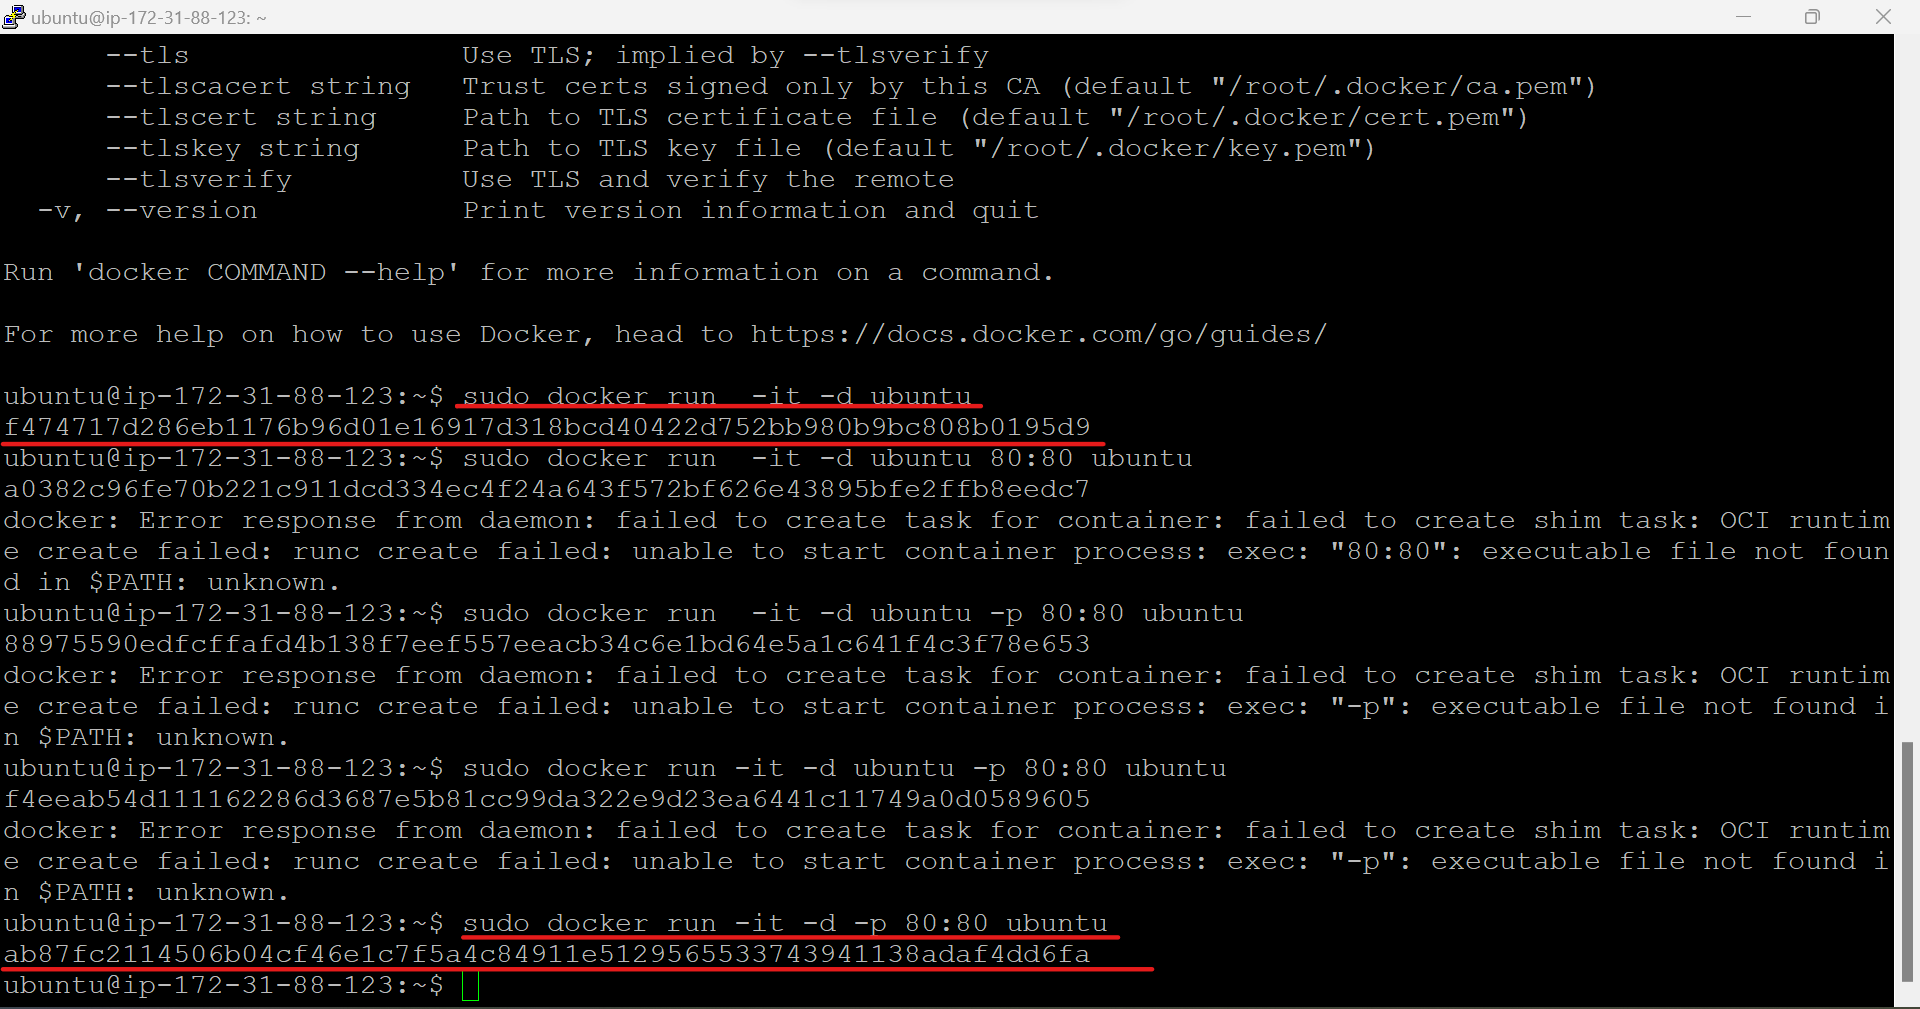 ubuntu@ip-172-31-88-123: ~
--tls Use TLS; implied by --tlsverify
--tlscacert string Trust certs signed only by this CA (default "/root/.docker/ca.pem")
--tlscert string Path to TLS certificate file (default "/root/.docker/cert.pem")
--tlskey string Path to TLS key file (default "/root/.docker/key.pem")
--tlsverify Use TLS and verify the remote
-v, --version Print version information and quit
Run 'docker COMMAND --help' for more information on a command.
For more help on how to use Docker, head to https://docs.docker.com/go/guides/
ubuntu@ip-172-31-88-123:~$ sudo docker run  -it -d ubuntu
f474717d286eb1176b96d01e16917d318bcd40422d752bb980b9bc808b0195d9
ubuntu@ip-172-31-88-123:~$ sudo docker run  -it -d ubuntu 80:80 ubuntu
a0382c96fe70b221c911dcd334ec4f24a643f572bf626e43895bfe2ffb8eedc7
docker: Error response from daemon: failed to create task for container: failed to create shim task: OCI runtim
e create failed: runc create failed: unable to start container process: exec: "80:80": executable file not foun
d in $PATH: unknown.
ubuntu@ip-172-31-88-123:~$ sudo docker run  -it -d ubuntu -p 80:80 ubuntu
88975590edfcffafd4b138f7eef557eeacb34c6e1bd64e5a1c641f4c3f78e653
docker: Error response from daemon: failed to create task for container: failed to create shim task: OCI runtim
e create failed: runc create failed: unable to start container process: exec: "-p": executable file not found i
n $PATH: unknown.
ubuntu@ip-172-31-88-123:~$ sudo docker run -it -d ubuntu -p 80:80 ubuntu
f4eeab54d111162286d3687e5b81cc99da322e9d23ea6441c11749a0d0589605
docker: Error response from daemon: failed to create task for container: failed to create shim task: OCI runtim
e create failed: runc create failed: unable to start container process: exec: "-p": executable file not found i
n $PATH: unknown.
ubuntu@ip-172-31-88-123:~$ sudo docker run -it -d -p 80:80 ubuntu
ab87fc2114506b04cf46e1c7f5a4c84911e5129565533743941138adaf4dd6fa
ubuntu@ip-172-31-88-123:~$